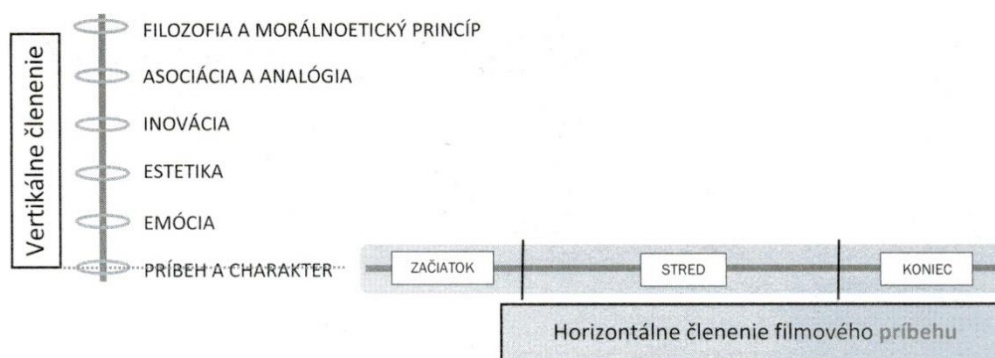 Vertikálne členenie
FILOZOFIA A MORÁLNOETICKÝ PRINCÍP
ASOCIÁCIA A ANALÓGIA
INOVÁCIA
ESTETIKA
EMÓCIA
PRÍBEH A CHARAKTER
ZAČIATOK
STRED
KONIEC
Horizontálne členenie filmového príbehu